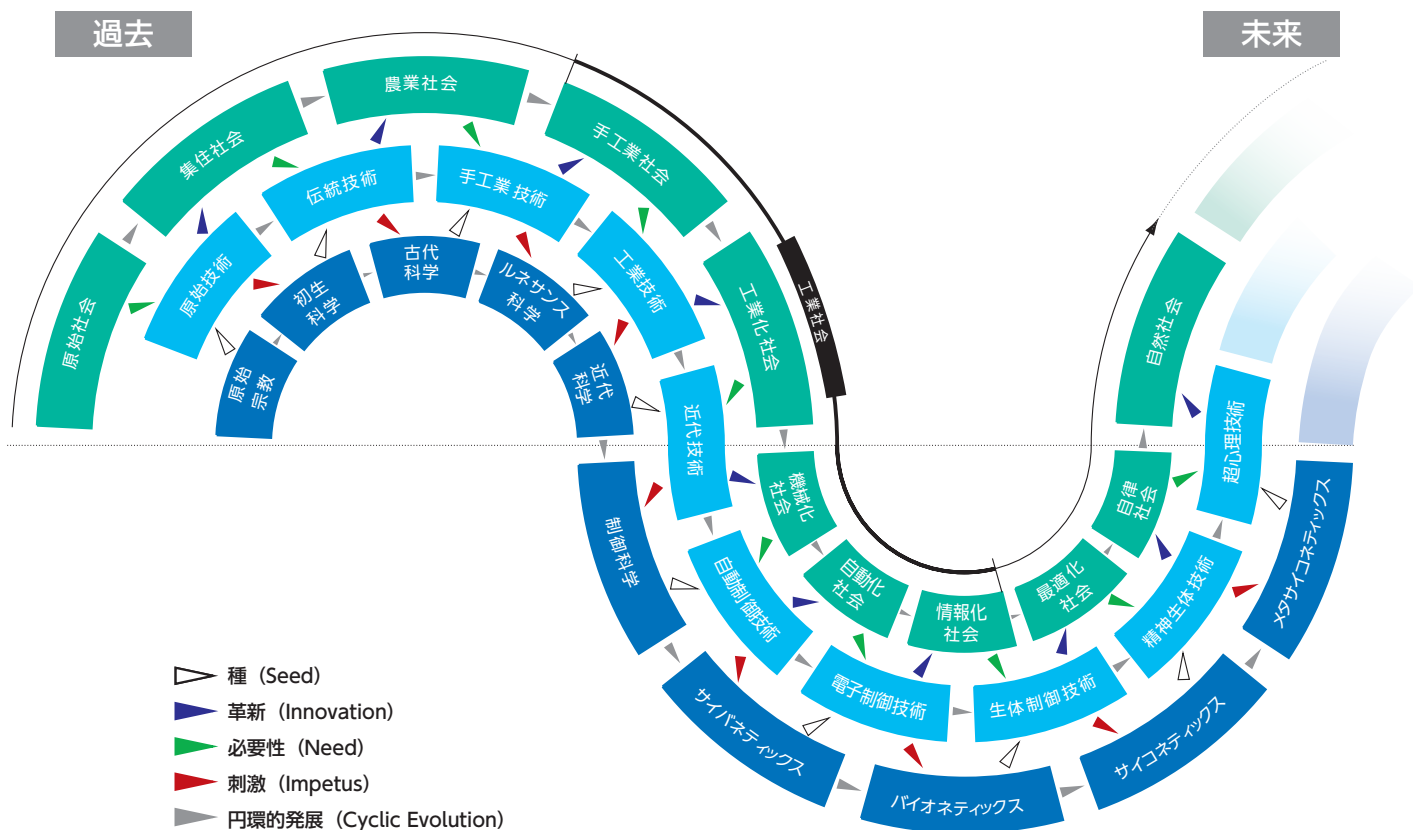 過去
未来
原始社会
集住社会
農業社会
手工業社会
工業化社会
工業社会
機械化
社会
自動化
社会
情報化
社会
最適化
社会
自律
社会
自然社会
原始技術
伝統技術
手工業技術
工業技術
近代技術
自動制御技術
電子制御技術
生体制御技術
精神生体技術
超心理技術
原始
宗教
初生
科学
古代
科学
ルネサンス
科学
近代
科学
制御科学
サイバネティックス
バイオネティックス
サイコネティックス
メタサイコネティックス
種（Seed）
革新（Innovation）
必要性（Need）
刺激（Impetus）
円環的発展（Cyclic Evolution）